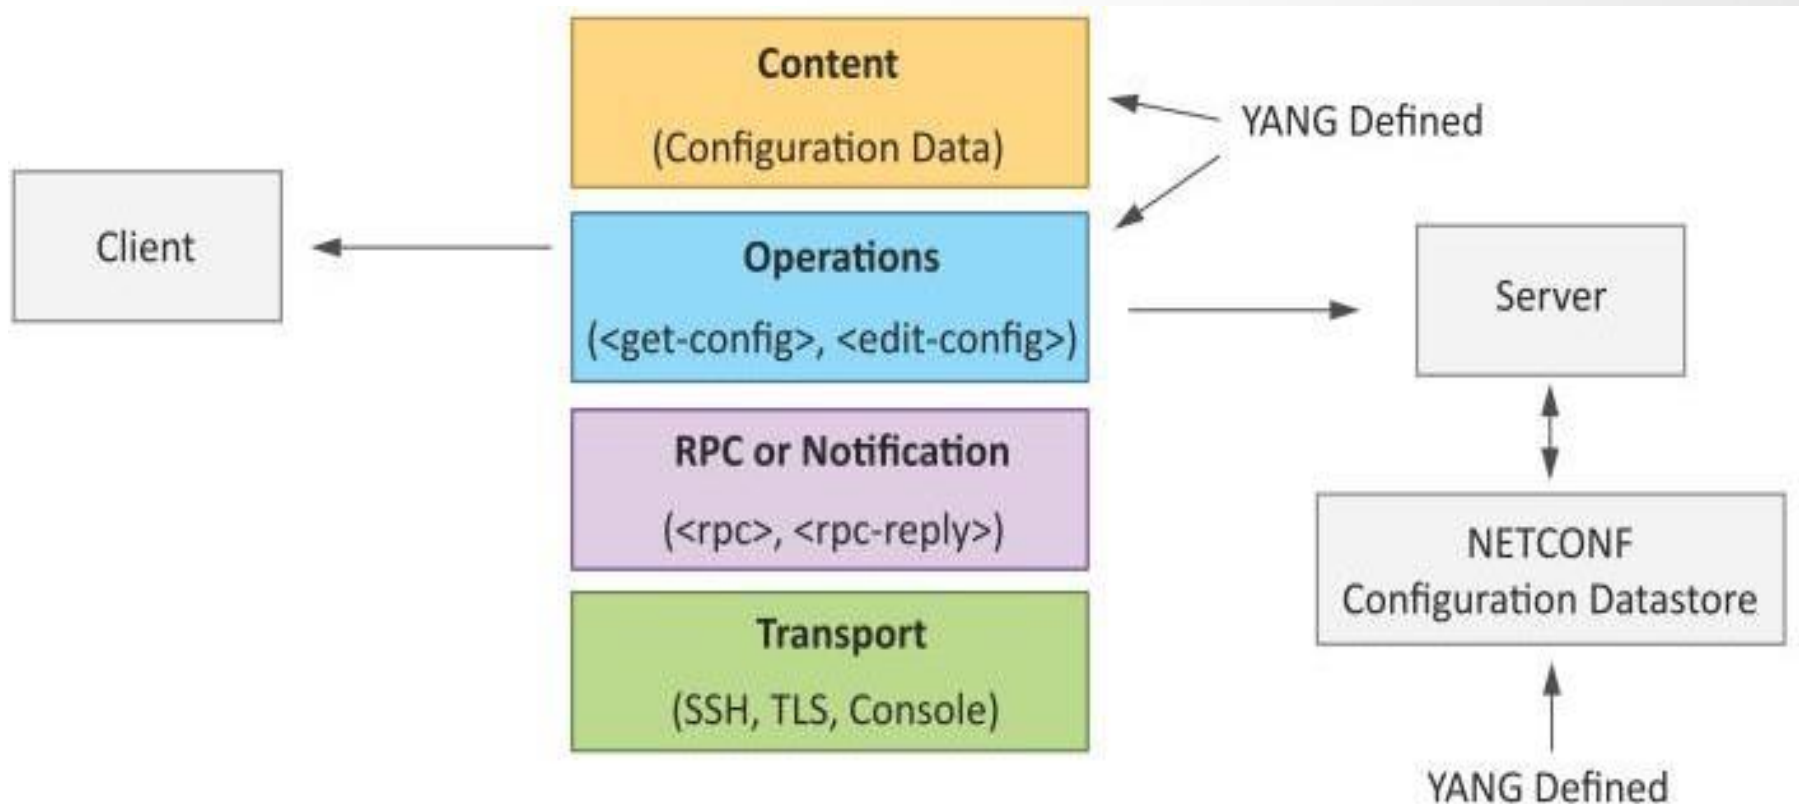 Content
(Configuration Data)
YANG Defined
Client
Operations
(<get-config>, <edit-config>)
Server
RPC or Notification
(<rpc>, <rpc-reply>)
NETCONF
Configuration Datastore
Transport
(SSH, TLS, Console)
YANG Defined